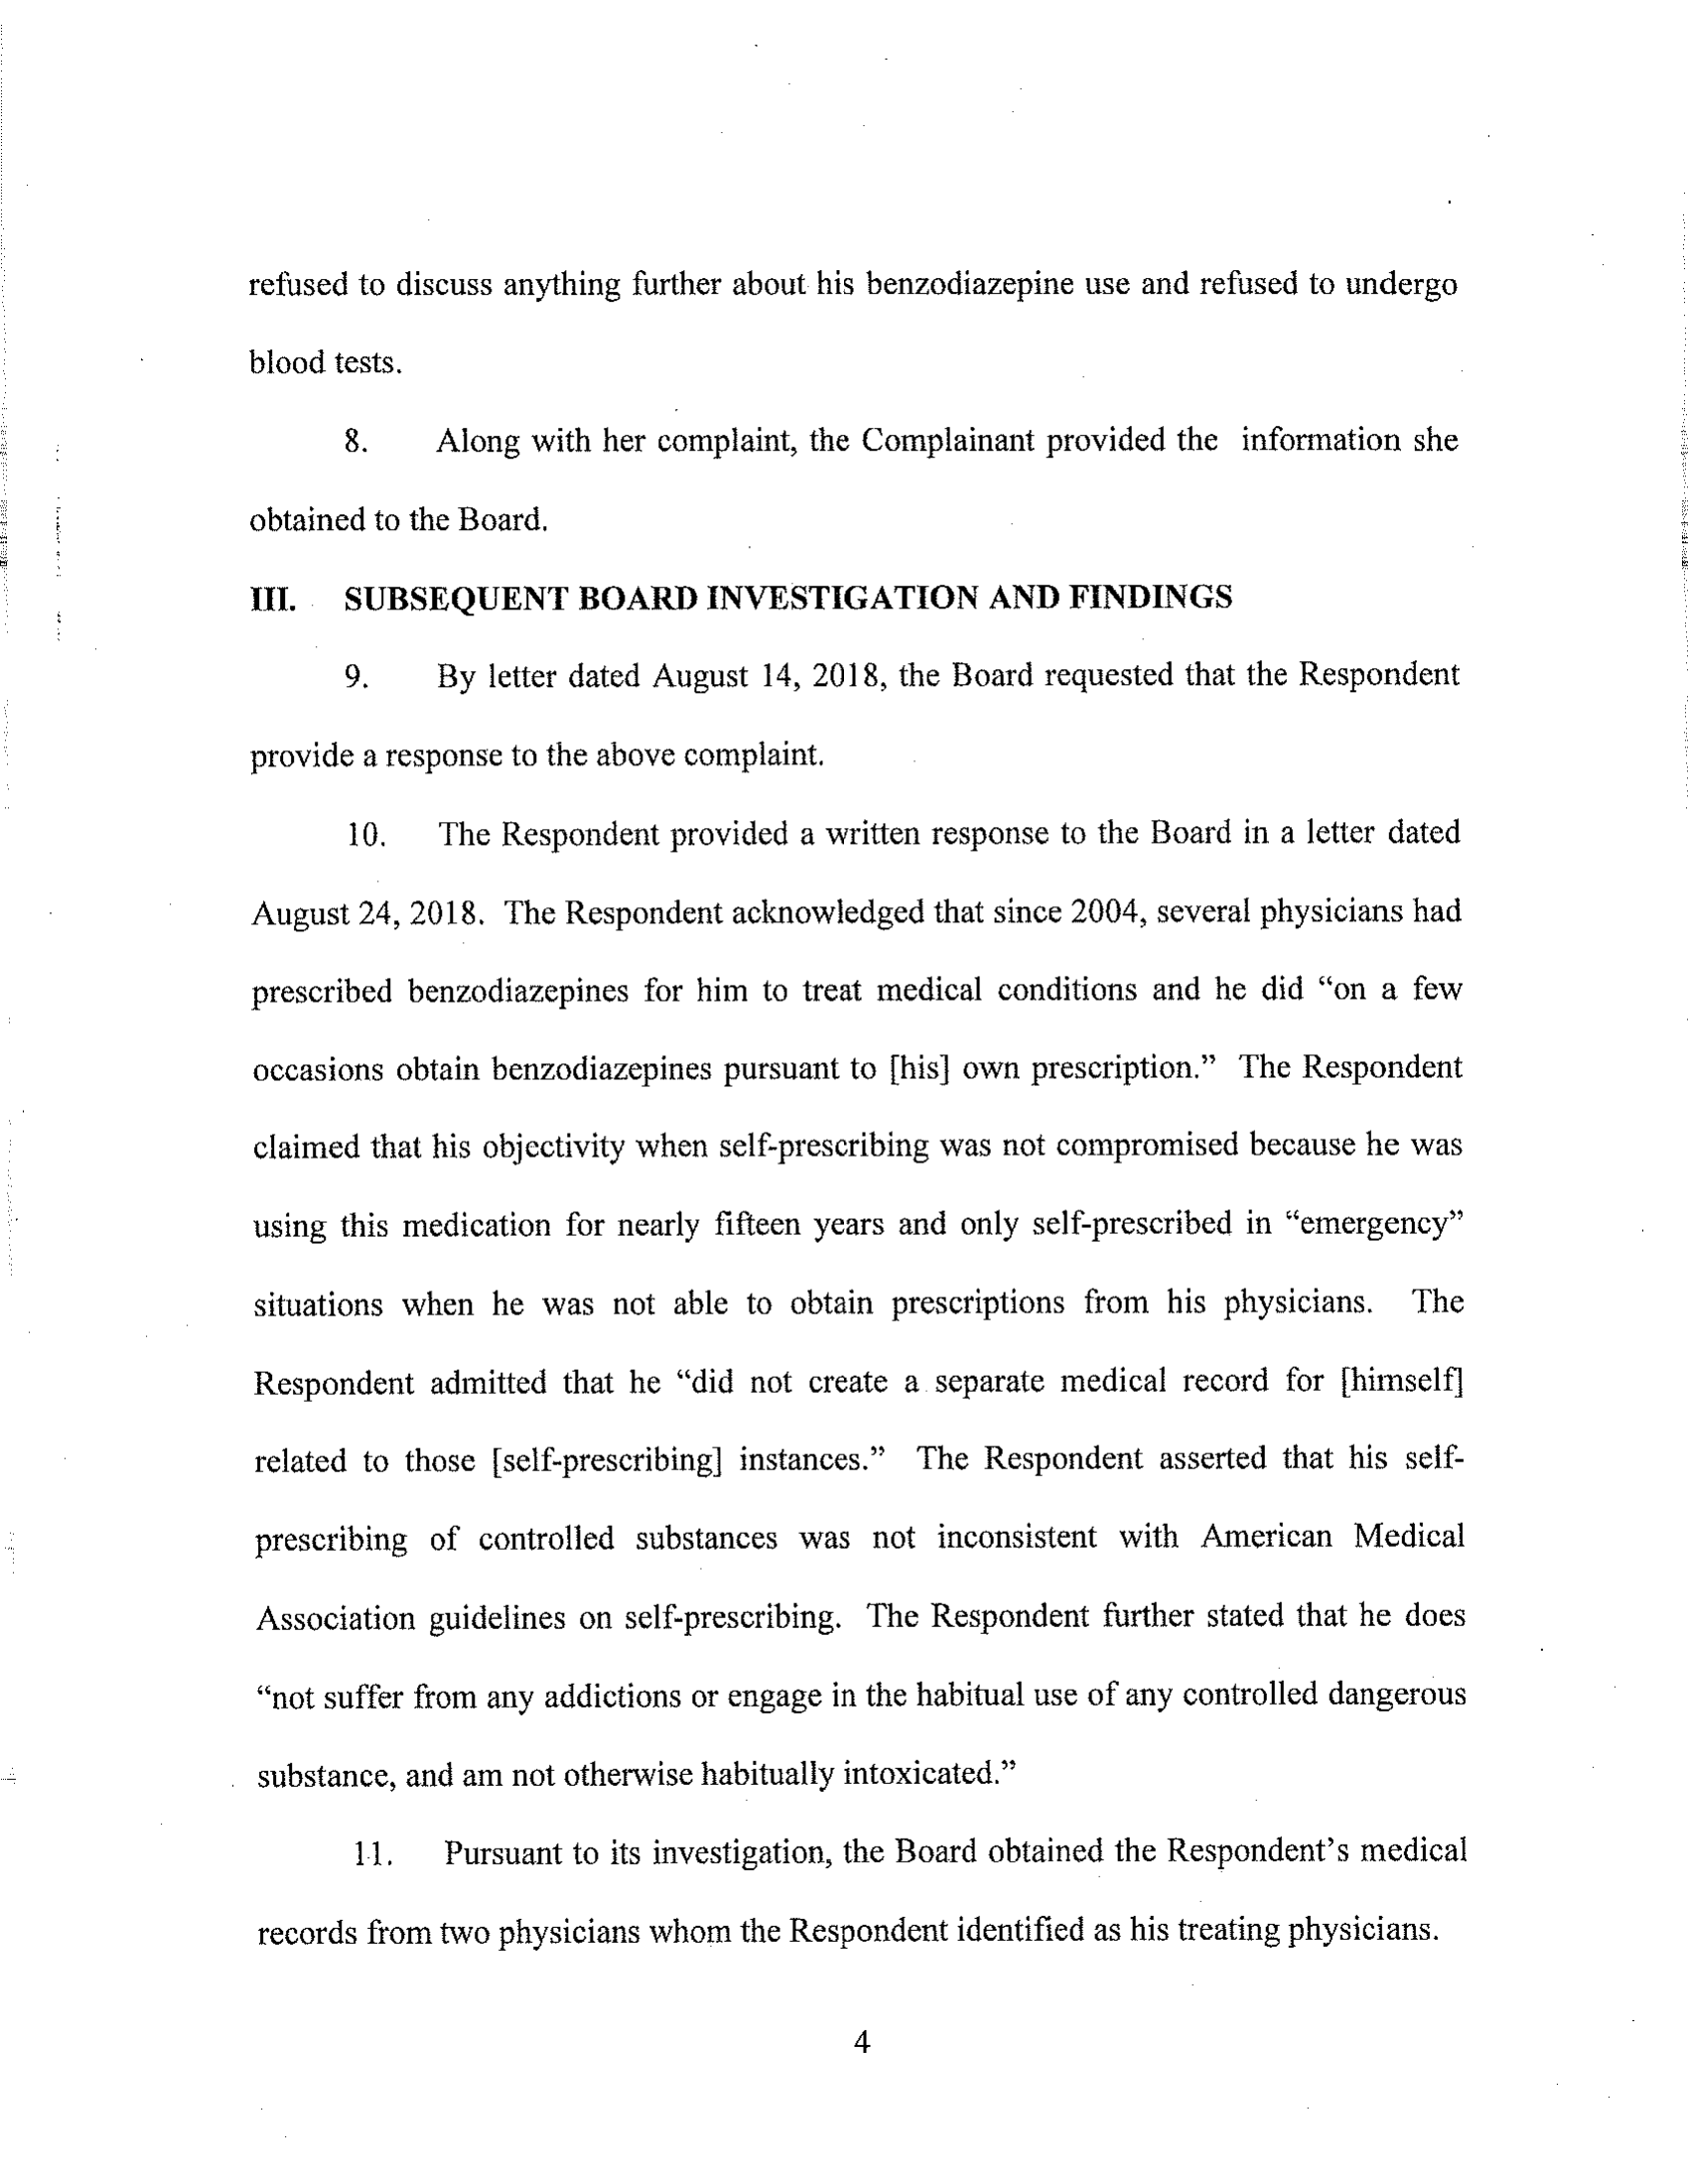 refused to discuss anything further about his benzodiazepine use and refused to undergo
blood tests.
8. Along with her complaint, the Complainant provided the information she
obtained to the Board.
III. SUBSEQUENT BOARD INVESTIGATION AND FINDINGS
9. By letter dated August 14, 2018, the Board requested that the Respondent
provide a response to the above complaint.
10. The Respondent provided a written response to the Board in a letter dated
August 24, 2018. The Respondent acknowledged that since 2004, several physicians had
prescribed benzodiazepines for him to treat medical conditions and he did “on a few
occasions obtain benzodiazepines pursuant to [his] own prescription.” The Respondent
claimed that his objectivity when self-prescribing was not compromised because he was
using this medication for nearly fifteen years and only self-prescribed in “emergency”
situations when he was not able to obtain prescriptions from his physicians. The
Respondent admitted that he “did not create a separate medical record for [himself]
related to those [self-prescribing] instances.” The Respondent asserted that his self-
prescribing of controlled substances was not inconsistent with American Medical
Association guidelines on self-prescribing. The Respondent further stated that he does
“not suffer from any addictions or engage in the habitual use of any controlled dangerous
substance, and am not otherwise habitually intoxicated.”
11. Pursuant to its investigation, the Board obtained the Respondent’s medical
records from two physicians whom the Respondent identified as his treating physicians.
4